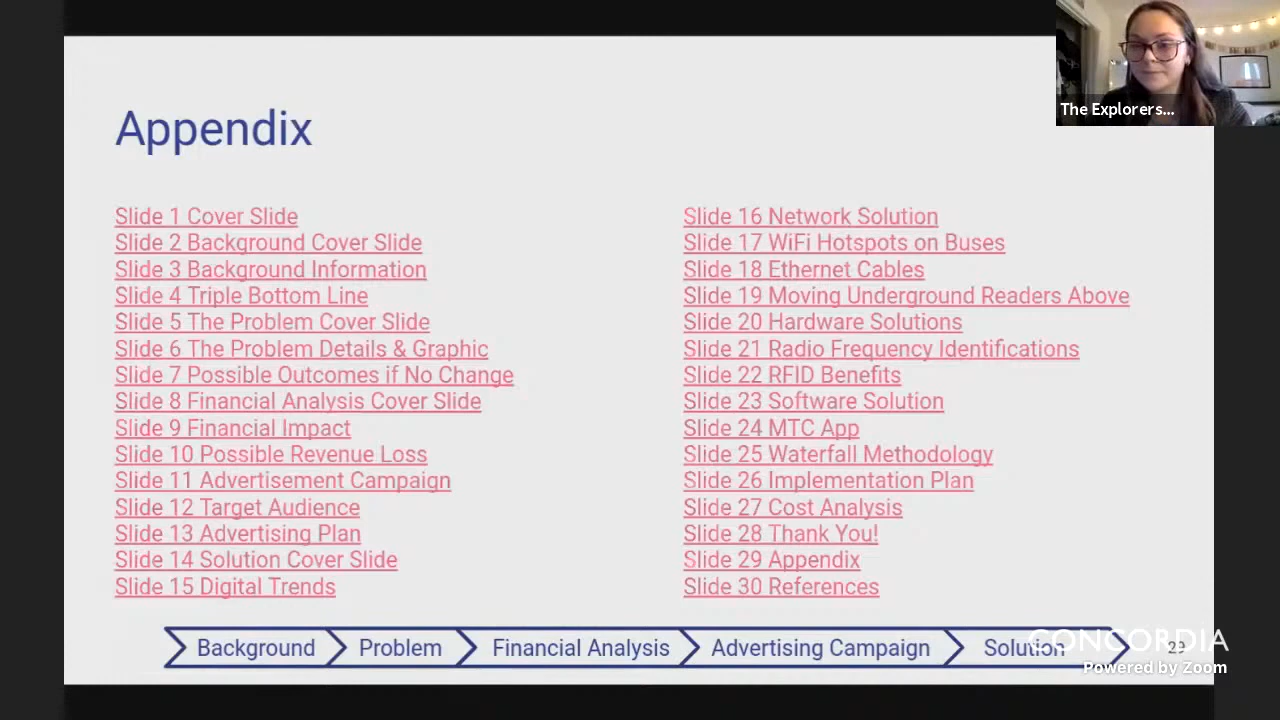 Appendix
The Explorers...
Slide 1 Cover Slide
Slide 2 Background Cover Slide
Slide 3 Background Information
Slide 4 Triple Bottom Line
Slide 5 The Problem Cover Slide
Slide 6 The Problem Details & Graphic
Slide 7 Possible Outcomes if No Change
Slide 8 Financial Analysis Cover Slide
Slide 9 Financial Impact
Slide 10 Possible Revenue Loss
Slide 11 Advertisement Campaign
Slide 12 Target Audience
Slide 13 Advertising Plan
Slide 14 Solution Cover Slide
Slide 15 Digital Trends
Slide 16 Network Solution
Slide 17 WiFi Hotspots on Buses
Slide 18 Ethernet Cables
Slide 19 Moving Underground Readers Above
Slide 20 Hardware Solutions
Slide 21 Radio Frequency Identifications
Slide 22 RFID Benefits
Slide 23 Software Solution
Slide 24 MTC App
Slide 25 Waterfall Methodology
Slide 26 Implementation Plan
Slide 27 Cost Analysis
Slide 28 Thank You!
Slide 29 Appendix
Slide 30 References
Background Problem Financial Analysis Advertising Campaign Solution
29
CONCORDIA
Powered by Zoom